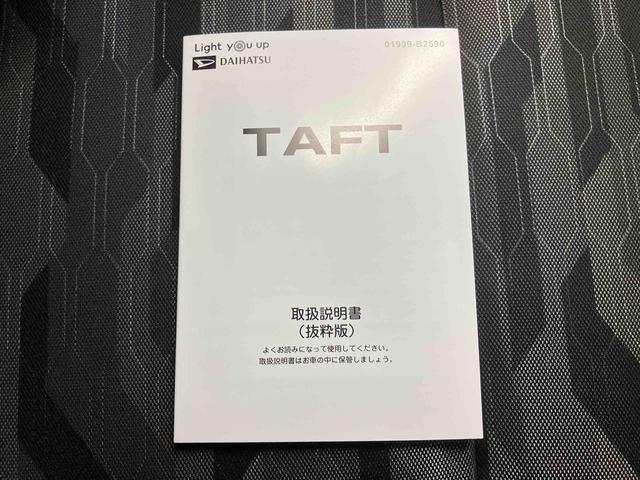 Light you up
01999-B2590
DAIHATSU
TAFT
取扱説明書
（抜粋版）
よくお読みになって使用してください。
取扱説明書はお車の中に保管しましょう。